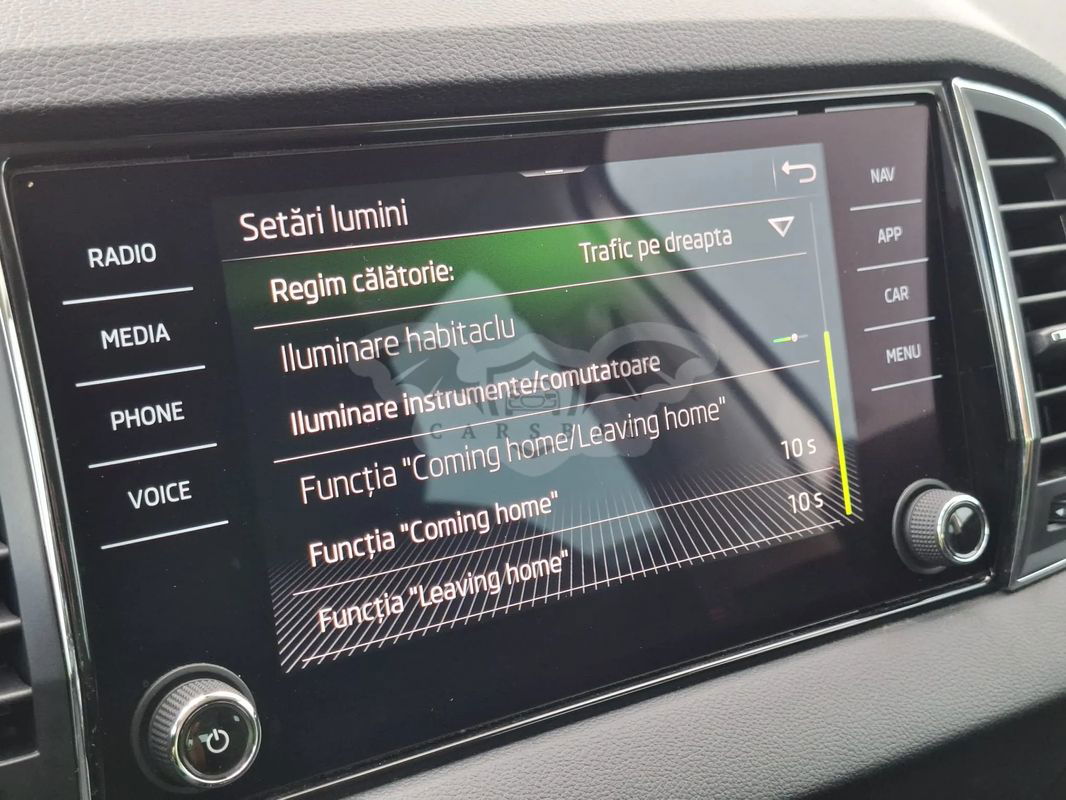 RADIO
MEDIA
PHONE
VOICE
Setări lumini
Regim călătorie: Trafic pe dreapta
Iluminare habitaclu
Iluminare instrumente/comutatoare
Funcția "Coming home/Leaving home"
Funcția "Coming home" 10 s
Funcția "Leaving home" 10 s
NAV
APP
CAR
MENU